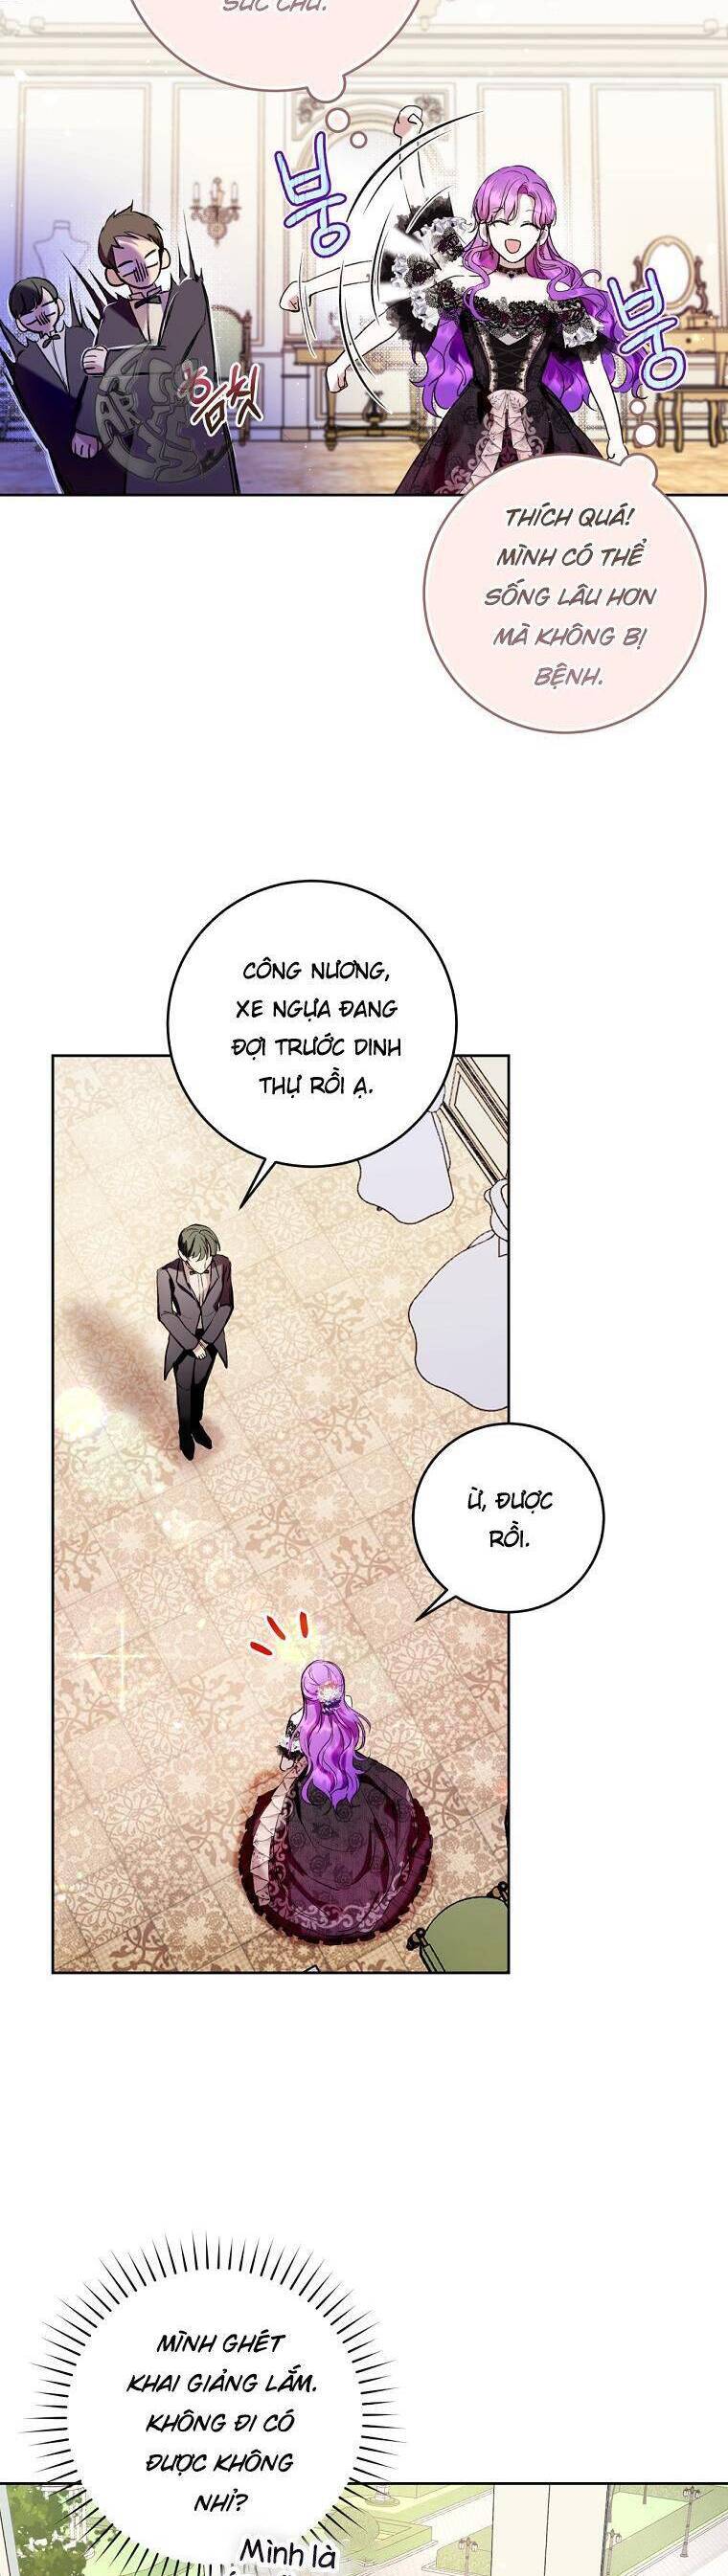 SỨC CHỨ.
붕
붕
움찟
THÍCH QUÁ!
MÌNH CÓ THỂ
SỐNG LÂU HƠN
MÀ KHÔNG BỊ
BỆNH.
CÔNG NƯƠNG,
XE NGỰA ĐANG
ĐỢI TRƯỚC DINH
THỰ RỒI Ạ.
Ừ, ĐƯỢC
RỒI.
MÌNH GHÉT
KHAI GIẢNG LẮM.
KHÔNG ĐI CÓ
ĐƯỢC KHÔNG
NHỈ?
Mình là